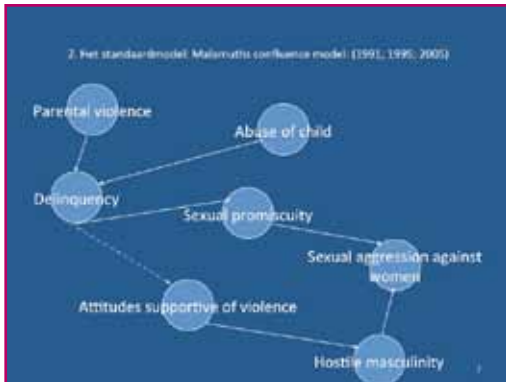 2. Het standaardmodel: Malamuths confluence model: (1991, 1995, 2005)
Parental violence
Abuse of child
Delinquency
Sexual promiscuity
Sexual aggression against
women
Attitudes supportive of violence
Hostile masculinity